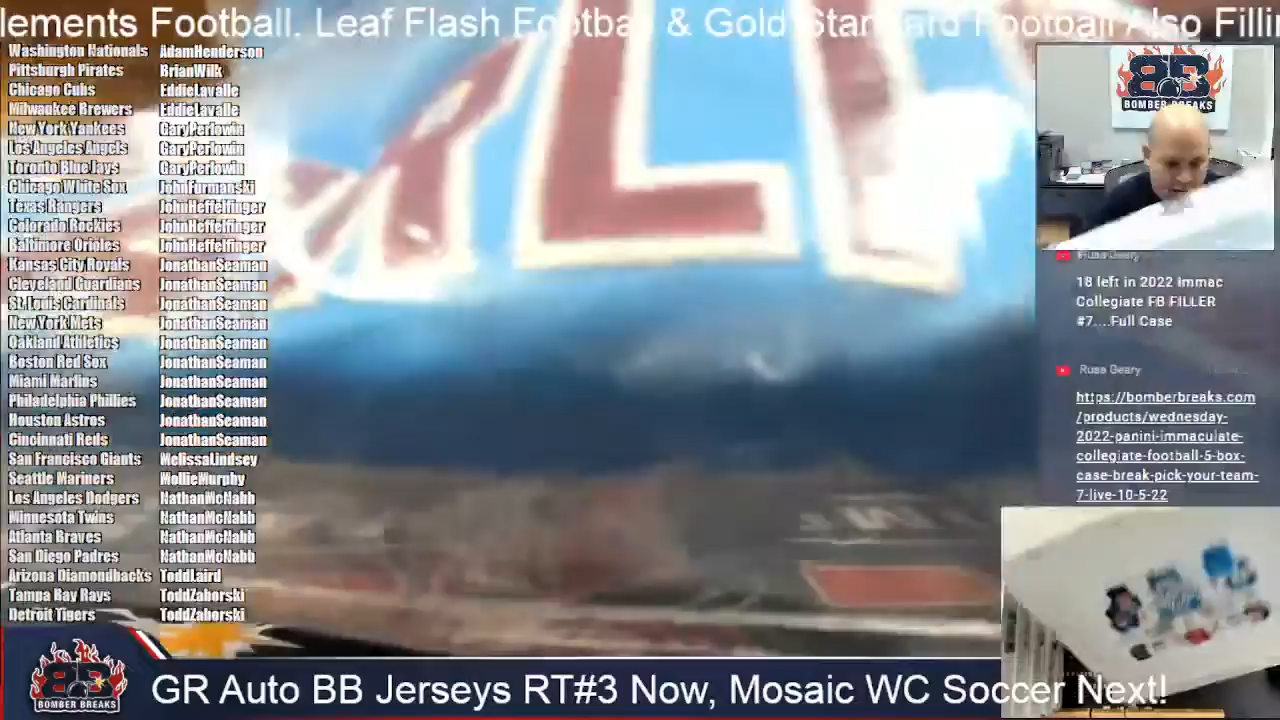 lements Football, Leaf Flash Football & Gold Standard Football Also Filli
Washington Nationals AdamHenderson
Pittsburgh Pirates BrianWilk
Chicago Cubs EddieLavalle
Milwaukee Brewers EddieLavalle
New York Yankees GaryPerlowin
Los Angeles Angels GaryPerlowin
Toronto Blue Jays GaryPerlowin
Chicago White Sox JohnFurmanski
Texas Rangers JohnHeffelfinger
Colorado Rockies JohnHeffelfinger
Baltimore Orioles JohnHeffelfinger
Kansas City Royals JonathanSeaman
Cleveland Guardians JonathanSeaman
St. Louis Cardinals JonathanSeaman
New York Mets JonathanSeaman
Oakland Athletics JonathanSeaman
Boston Red Sox JonathanSeaman
Miami Marlins JonathanSeaman
Philadelphia Phillies JonathanSeaman
Houston Astros JonathanSeaman
Cincinnati Reds JonathanSeaman
San Francisco Giants MelissaLindsey
Seattle Mariners MollieMurphy
Los Angeles Dodgers NathanMcNabb
Minnesota Twins NathanMcNabb
Atlanta Braves NathanMcNabb
San Diego Padres NathanMcNabb
Arizona Diamondbacks ToddLaird
Tampa Bay Rays ToddZaborski
Detroit Tigers ToddZaborski
BB
BOMBER BREAKS
Geary
18 left in 2022 Immac
Collegiate FB FILLER
#7....Full Case
Russ Geary
https://bomberbreaks.com
/products/wednesday-
2022-panini-immaculate-
collegiate-football-5-box-
case-break-pick-your-team-
7-live-10-5-22
BB
BOMBER BREAKS
GR Auto BB Jerseys RT#3 Now, Mosaic WC Soccer Next!